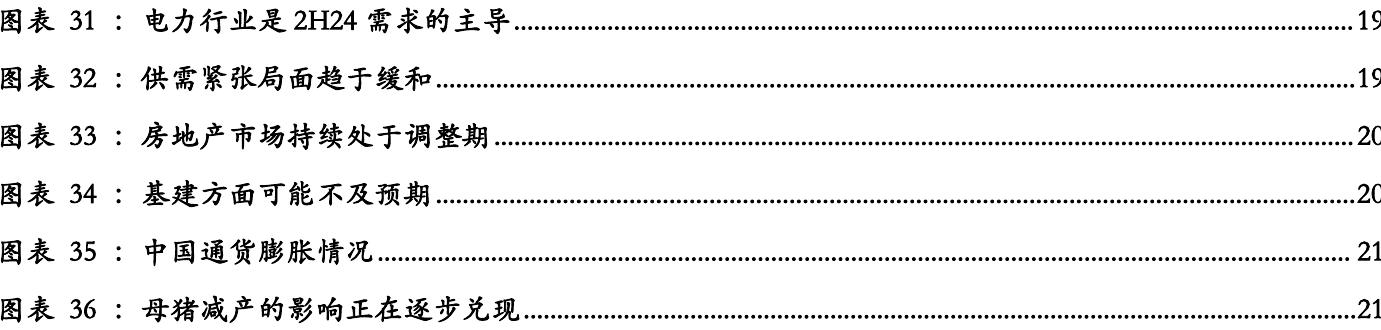 图表 31 : 电力行业是 2H24 需求的主导........................................................................19
图表 32 : 供需紧张局面趋于缓和........................................................................19
图表 33 : 房地产市场持续处于调整期........................................................................20
图表 34 : 基建方面可能不及预期........................................................................20
图表 35 : 中国通货膨胀情况........................................................................21
图表 36 : 母猪减产的影响正在逐步兑现........................................................................21